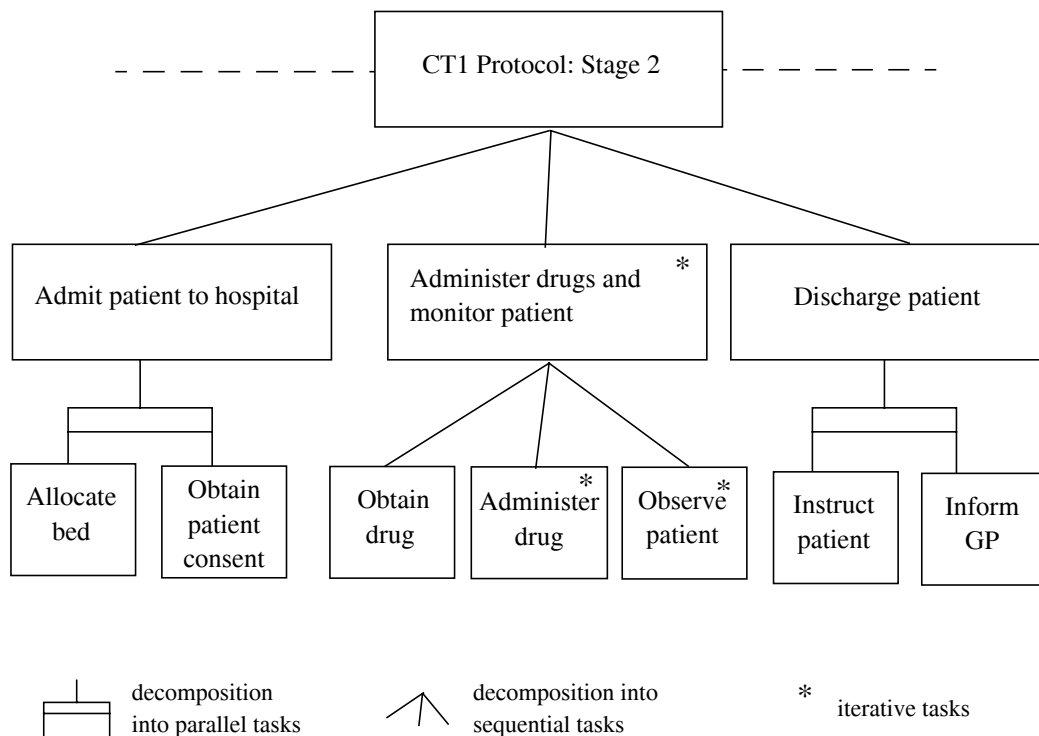 CT1 Protocol: Stage 2
Admit patient to hospital
Administer drugs and *
monitor patient
Discharge patient
Allocate
bed
Obtain
patient
consent
Obtain
drug
*
Administer
drug
*
Observe
patient
Instruct
patient
Inform
GP
decomposition
into parallel tasks
decomposition into
sequential tasks
* iterative tasks